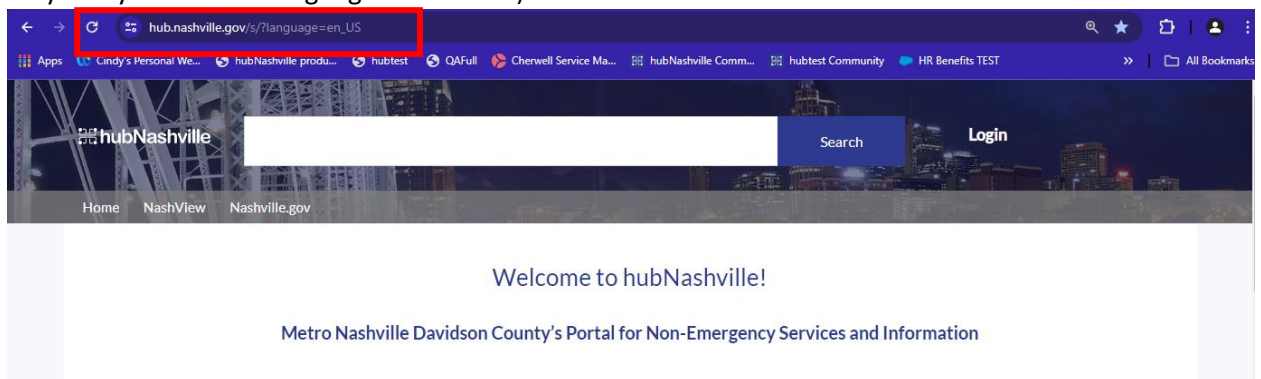 hub.nashville.gov/s/?language=en_US
Apps Cindy's Personal We... hubNashville produ... hubtest QAFull Cherwell Service Ma... hubNashville Comm... hubtest Community HR Benefits TEST » All Bookmarks
hubNashville Search Login
Home NashView Nashville.gov
Welcome to hubNashville!
Metro Nashville Davidson County’s Portal for Non-Emergency Services and Information